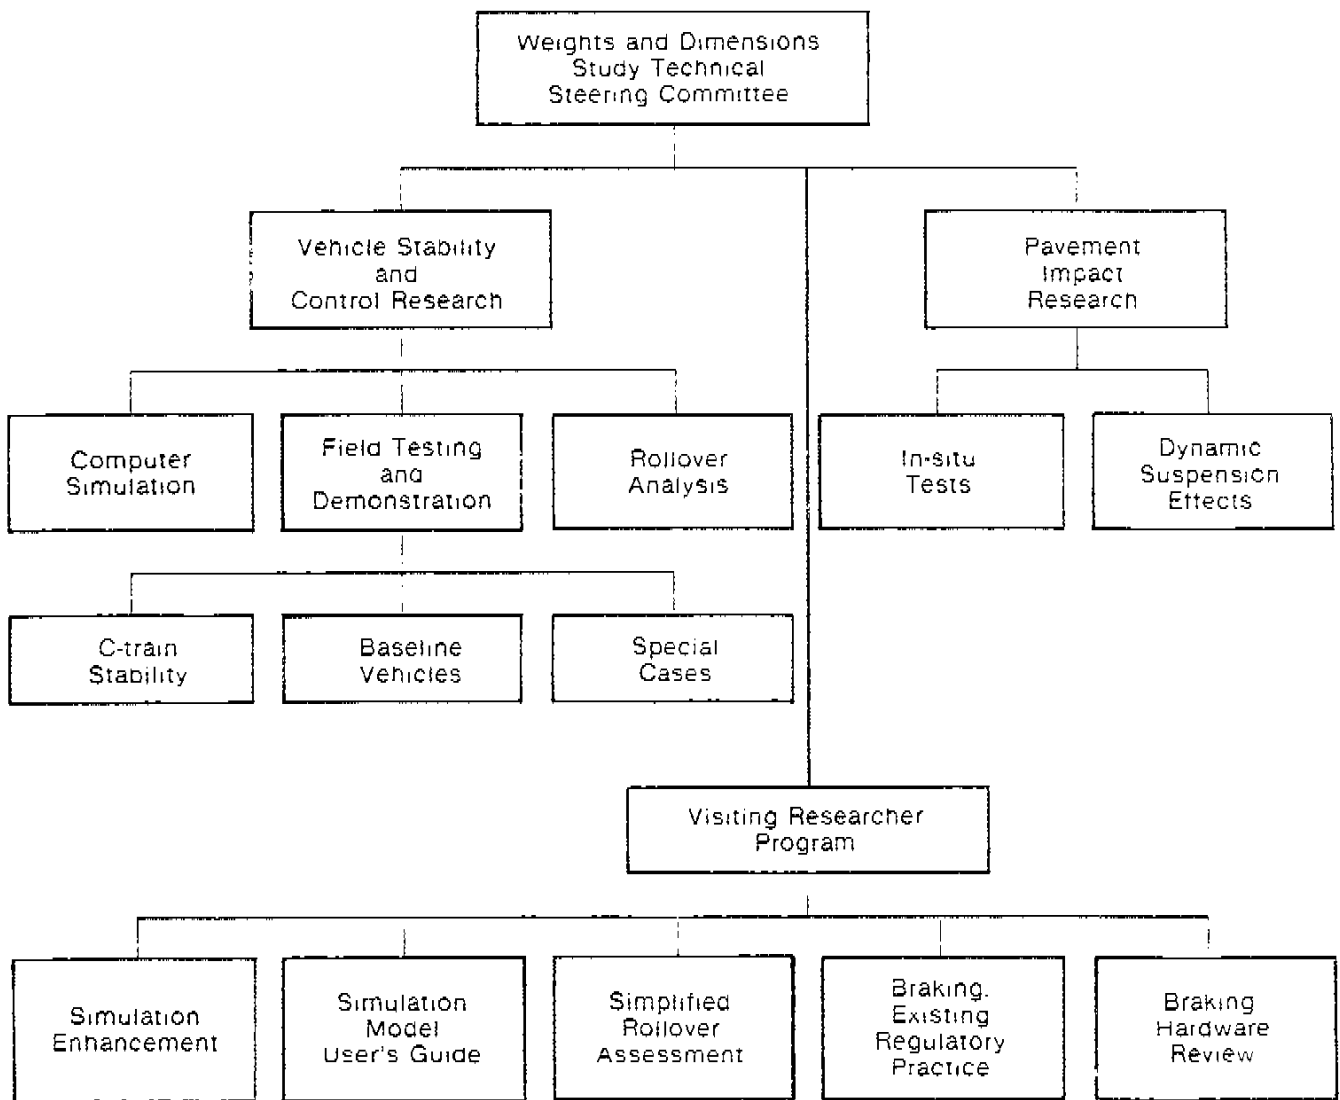 Weights and Dimensions
Study Technical
Steering Committee
Vehicle Stability
and
Control Research
Pavement
Impact
Research
Computer
Simulation
Field Testing
and
Demonstration
Rollover
Analysis
In-situ
Tests
Dynamic
Suspension
Effects
C-train
Stability
Baseline
Vehicles
Special
Cases
Visiting Researcher
Program
Simulation
Enhancement
Simulation
Model
User's Guide
Simplified
Rollover
Assessment
Braking.
Existing
Regulatory
Practice
Braking
Hardware
Review